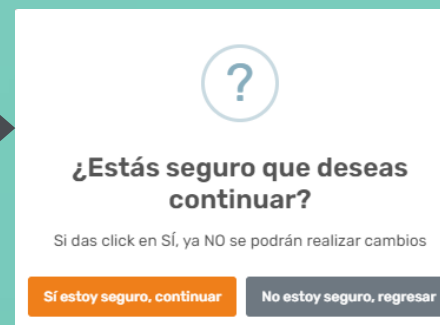 ?
¿Estás seguro que deseas
continuar?
Si das click en SÍ, ya NO se podrán realizar cambios
Sí estoy seguro, continuar
No estoy seguro, regresar